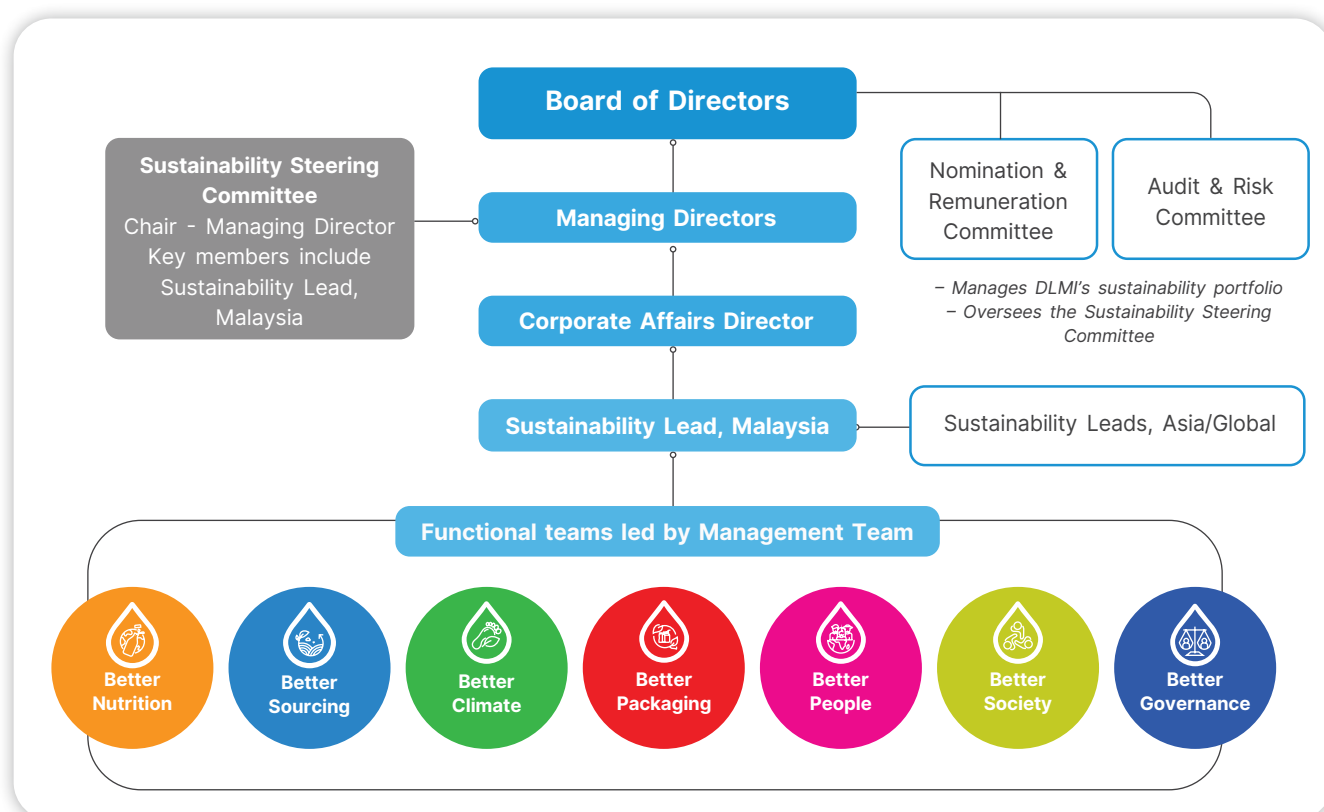 Board of Directors
Sustainability Steering
Committee
Chair - Managing Director
Key members include
Sustainability Lead,
Malaysia
Managing Directors
Nomination &
Remuneration
Committee
Audit & Risk
Committee
– Manages DLMI’s sustainability portfolio
– Oversees the Sustainability Steering
Committee
Corporate Affairs Director
Sustainability Lead, Malaysia
Sustainability Leads, Asia/Global
Functional teams led by Management Team
Better
Nutrition
Better
Sourcing
Better
Climate
Better
Packaging
Better
People
Better
Society
Better
Governance